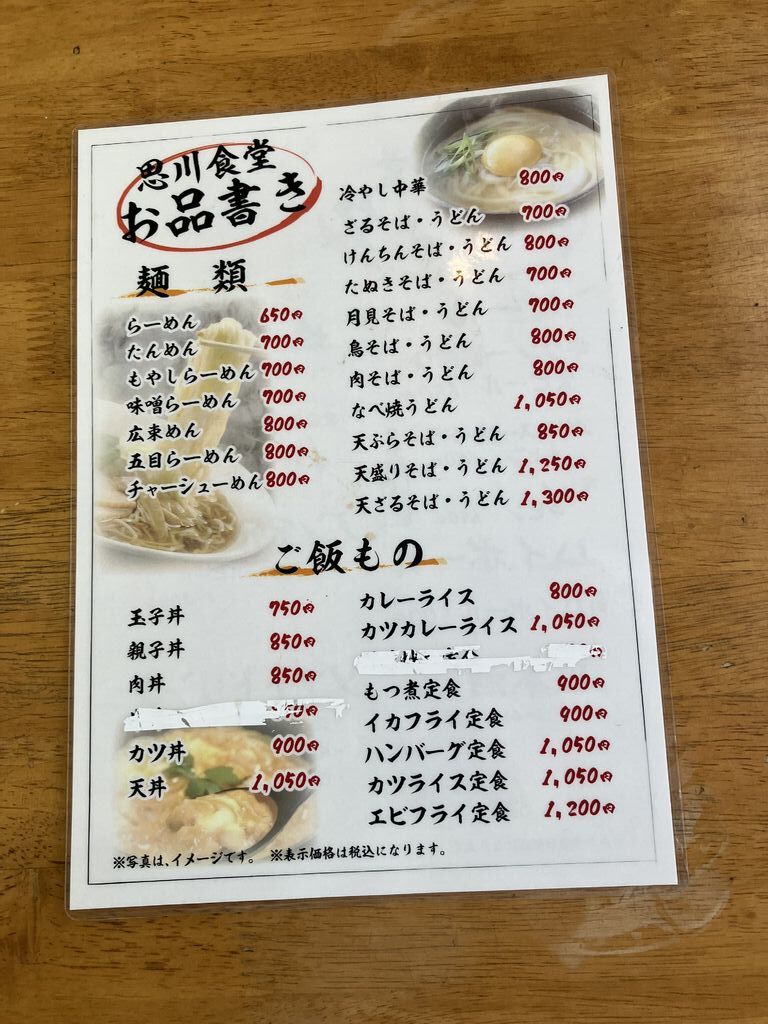 思川食堂
お品書き
麺 類
らーめん 650円
たんめん 700円
もやしらーめん 700円
味噌らーめん 700円
広東めん 800円
五目らーめん 800円
チャーシューめん 800円
冷やし中華 800円
ざるそば・うどん 700円
けんちんそば・うどん 800円
たぬきそば・うどん 700円
月見そば・うどん 700円
鳥そば・うどん 800円
肉そば・うどん 800円
なべ焼うどん 1,050円
天ぷらそば・うどん 850円
天盛りそば・うどん 1,250円
天ざるそば・うどん 1,300円
ご飯もの
玉子丼 750円
親子丼 850円
肉丼 850円
カツ丼 900円
天丼 1,050円
カレーライス 800円
カツカレーライス 1,050円
もつ煮定食 900円
イカフライ定食 900円
ハンバーグ定食 1,050円
カツライス定食 1,050円
エビフライ定食 1,200円
※写真は、イメージです。 ※表示価格は税込になります。